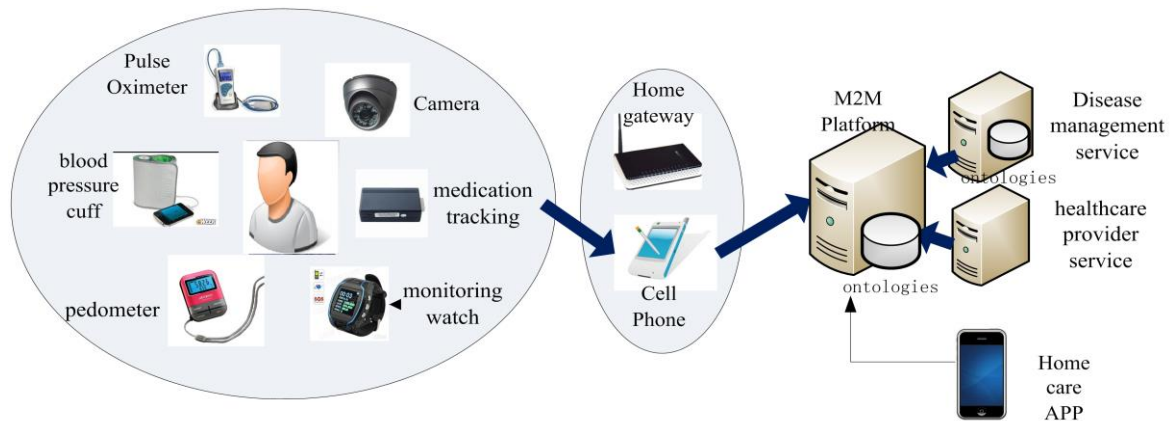 Pulse
Oximeter
Camera
blood
pressure
cuff
medication
tracking
pedometer
monitoring
watch
Home
gateway
Cell
Phone
M2M
Platform
ontologies
Disease
management
service
ontologies
healthcare
provider
service
Home
care
APP